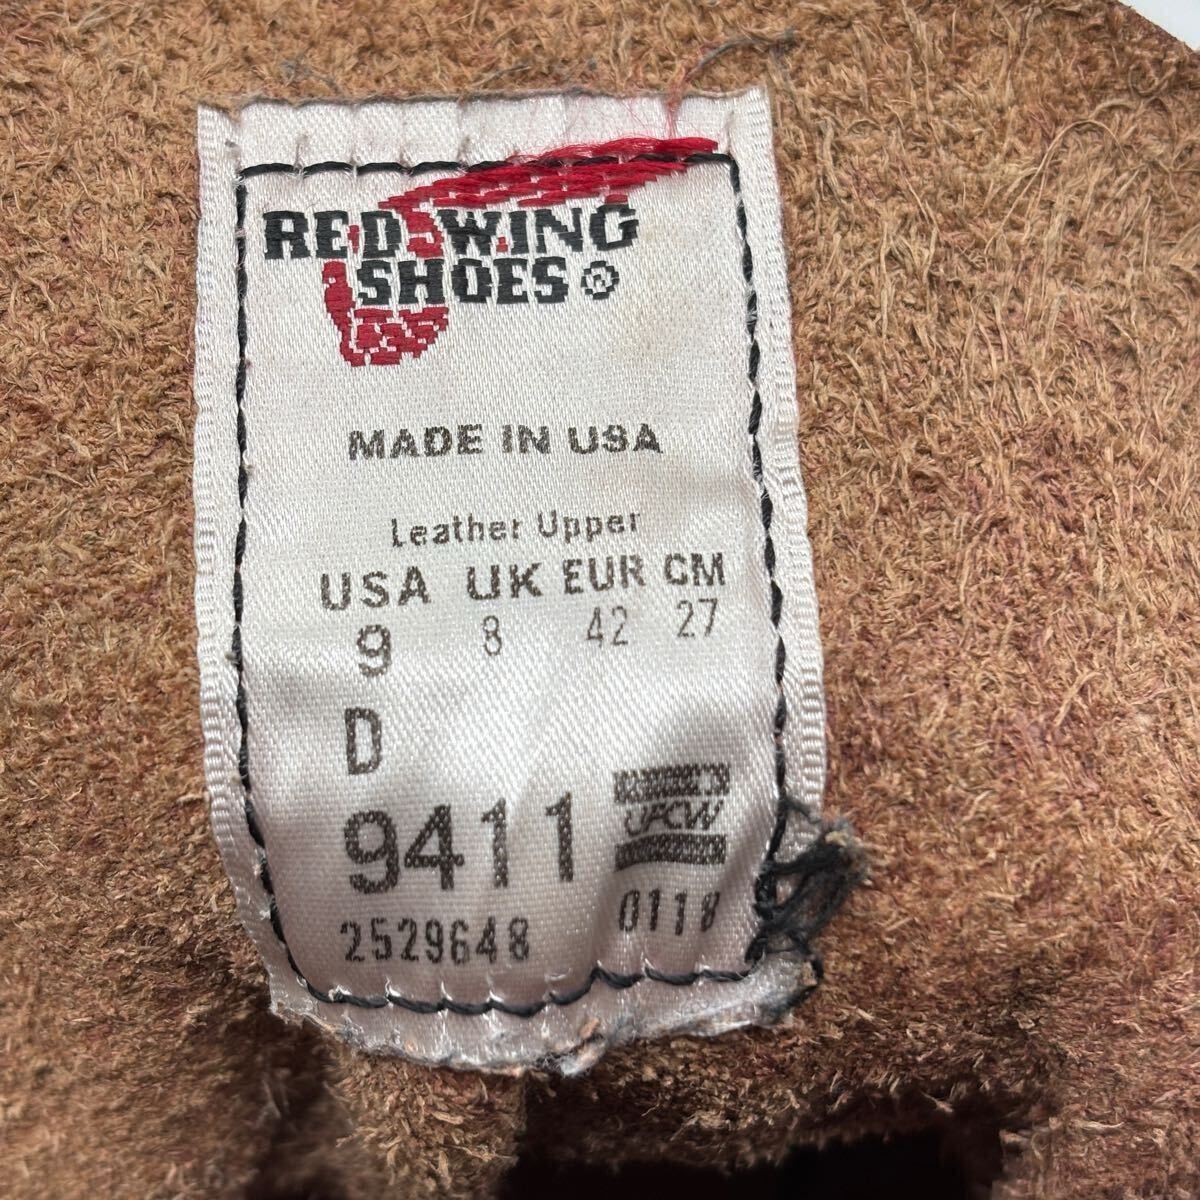 RED WING
SHOES ®
MADE IN USA
Leather Upper
USA UK EUR CM
9 8 42 27
D
9411 UFCW
2529648 0118